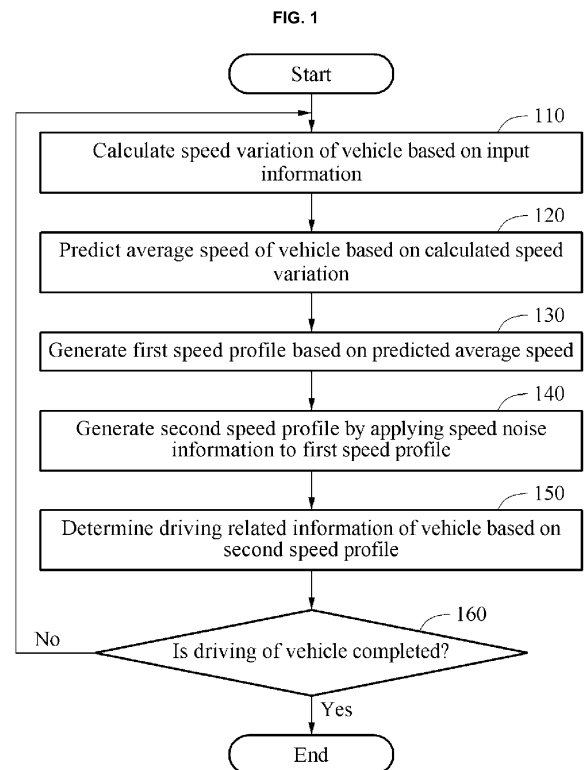 FIG. 1
Start
110
Calculate speed variation of vehicle based on input
information
120
Predict average speed of vehicle based on calculated speed
variation
130
Generate first speed profile based on predicted average speed
140
Generate second speed profile by applying speed noise
information to first speed profile
150
Determine driving related information of vehicle based on
second speed profile
160
Is driving of vehicle completed?
No
Yes
End